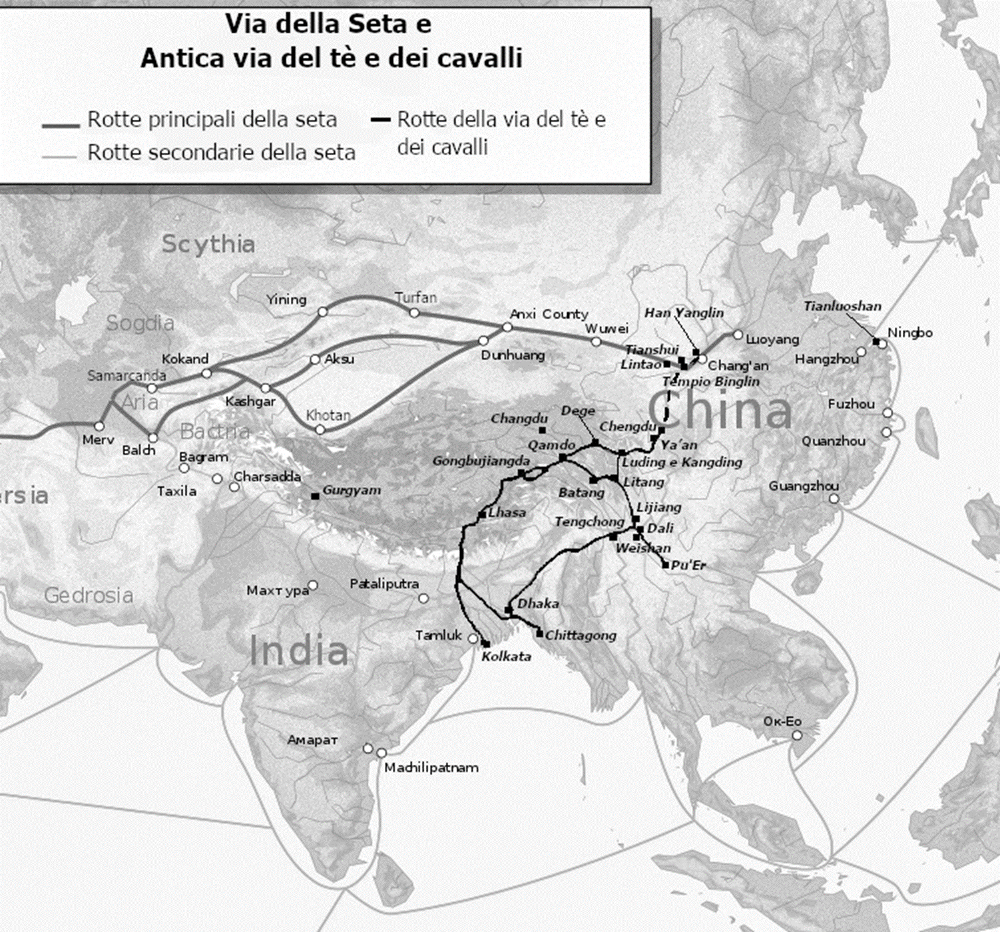 Via della Seta e
Antica via del tè e dei cavalli
Rotte principali della seta
Rotte secondarie della seta
Rotte della via del tè e
dei cavalli
Scythia
Yining
Turfan
Anxi County
Han Yanglin
Tianluoshan
Sogdia
Wuwei
Ningbo
Luoyang
Kokand
Aksu
Dunhuang
Tianshui
Lintao
Chang'an
Hangzhou
Samarcanda
Tempio Binglin
Aria
Kashgar
China
Fuzhou
Khotan
Changdu
Dege
Chengdu
Merv
Bactria
Balch
Qamdo
Ya'an
Quanzhou
Bagram
Gongbujiangda
Luding e Kangding
Charsadda
Taxila
Gurgyam
Batang
Litang
Guangzhou
ersia
Lhasa
Lijiang
Tengchong
Dali
Weishan
Pu'Er
Gedrosia
Махтура
Pataliputra
Dhaka
Tamluk
Chittagong
India
Kolkata
Ок-Ео
Амарат
Machilipatnam